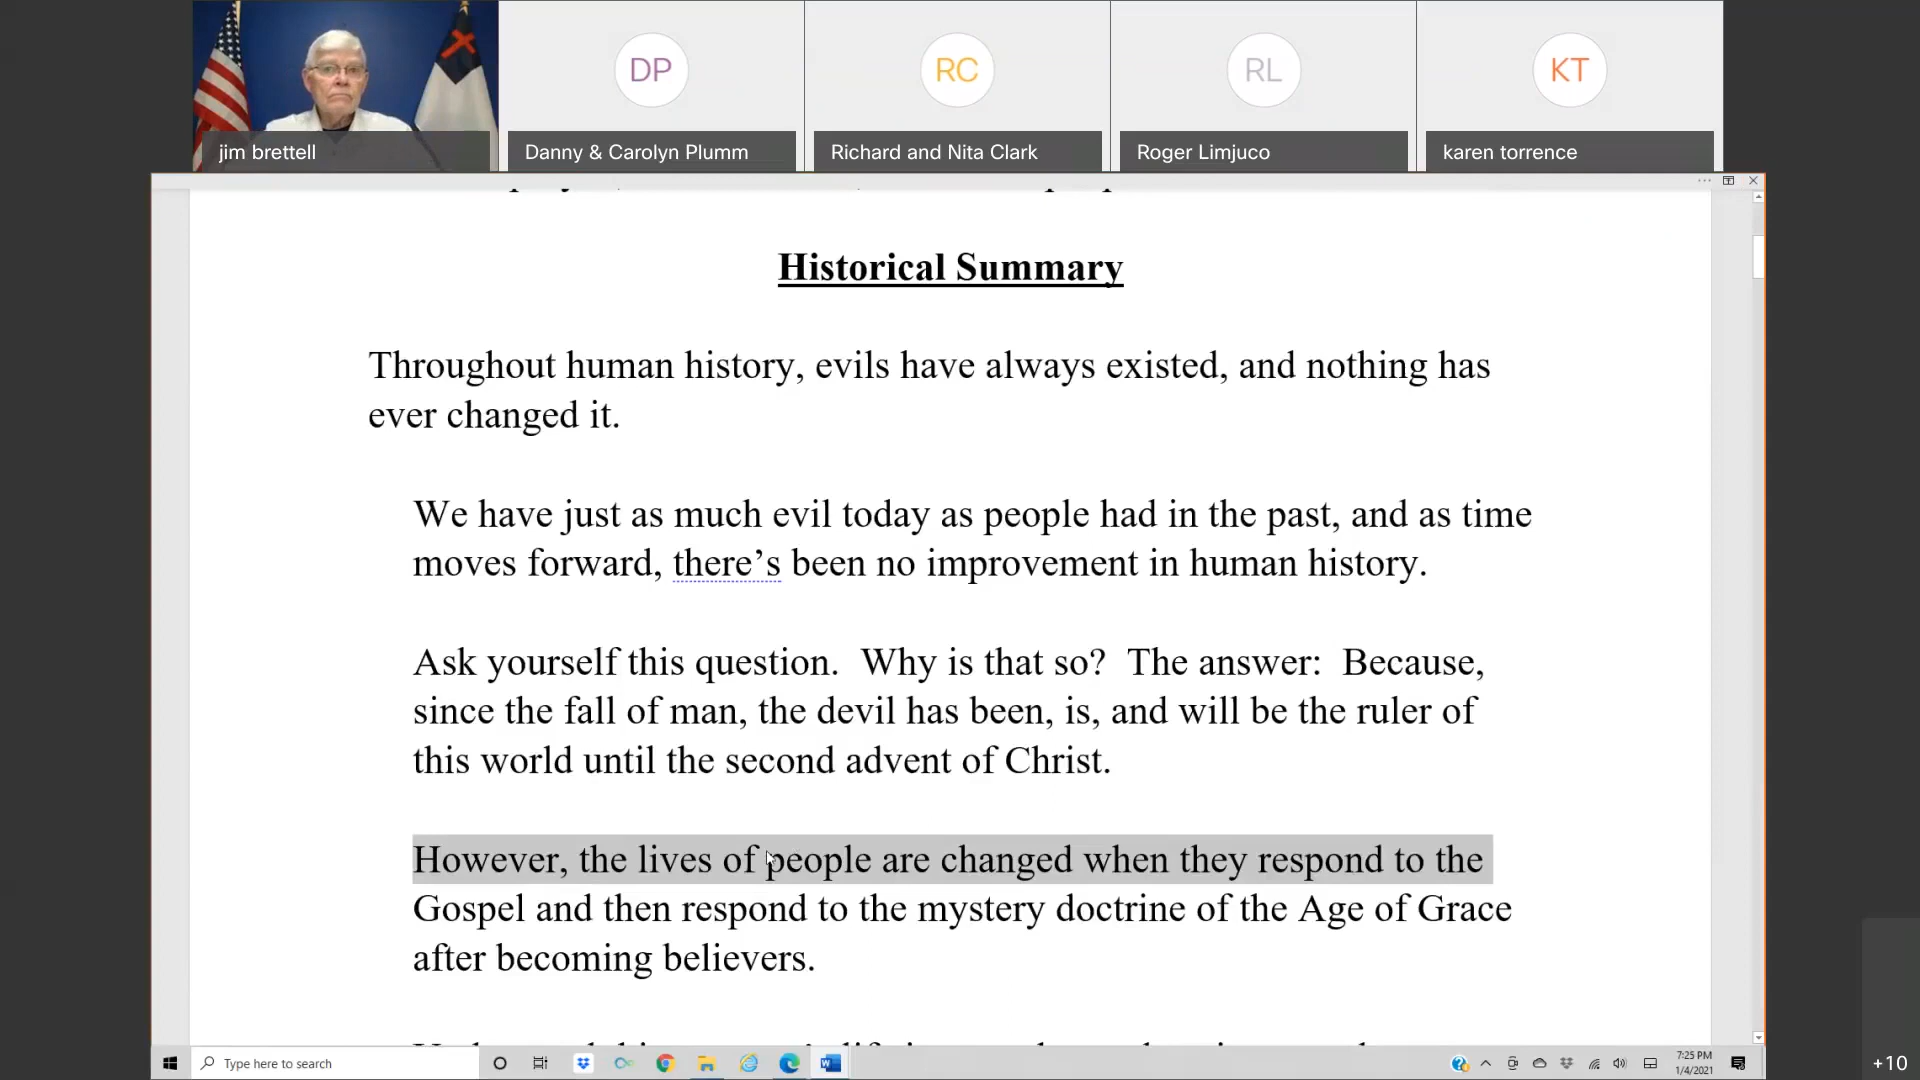 DP
RC
RL
KT
jim brettell
Danny & Carolyn Plumm
Richard and Nita Clark
Roger Limjuco
karen torrence
Historical Summary
Throughout human history, evils have always existed, and nothing has
ever changed it.
We have just as much evil today as people had in the past, and as time
moves forward, there’s been no improvement in human history.
Ask yourself this question.  Why is that so?  The answer:  Because,
since the fall of man, the devil has been, is, and will be the ruler of
this world until the second advent of Christ.
However, the lives of people are changed when they respond to the
Gospel and then respond to the mystery doctrine of the Age of Grace
after becoming believers.
Type here to search
7:25 PM
1/4/2021
+10